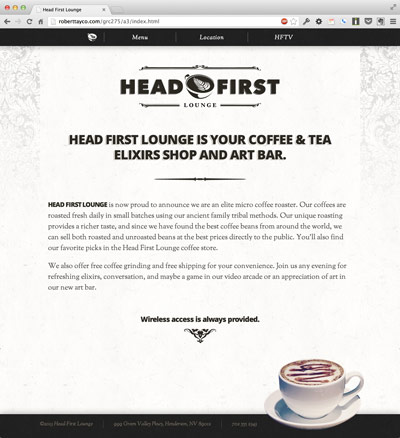 Head First Lounge
roberttayco.com/grc275/a3/index.html
Menu Location HFTV
HEAD FIRST
LOUNGE
HEAD FIRST LOUNGE IS YOUR COFFEE & TEA
ELIXIRS SHOP AND ART BAR.
HEAD FIRST LOUNGE is now proud to announce we are an elite micro coffee roaster. Our coffees are
roasted fresh daily in small batches using our ancient family tribal methods. Our unique roasting
provides a richer taste, and since we have found the best coffee beans from around the world, we
can sell both roasted and unroasted beans at the best prices directly to the public. You'll also find
our favorite picks in the Head First Lounge coffee store.
We also offer free coffee grinding and free shipping for your convenience. Join us any evening for
refreshing elixirs, conversation, and maybe a game in our video arcade or an appreciation of art in
our new art bar.
Wireless access is always provided.
Head First Lounge Green Valley Pkwy, Henderson, NV